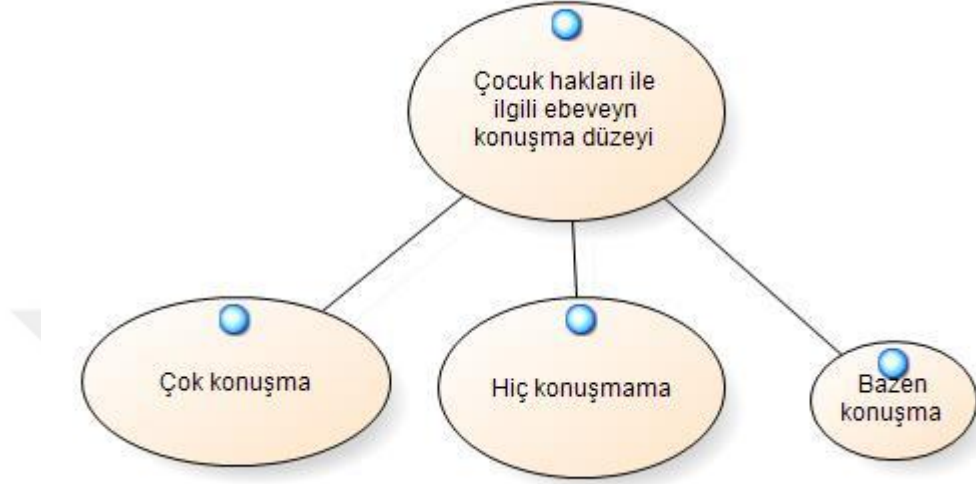 Çocuk hakları ile
ilgili ebeveyn
konuşma düzeyi
Çok konuşma
Hiç konuşmama
Bazen
konuşma